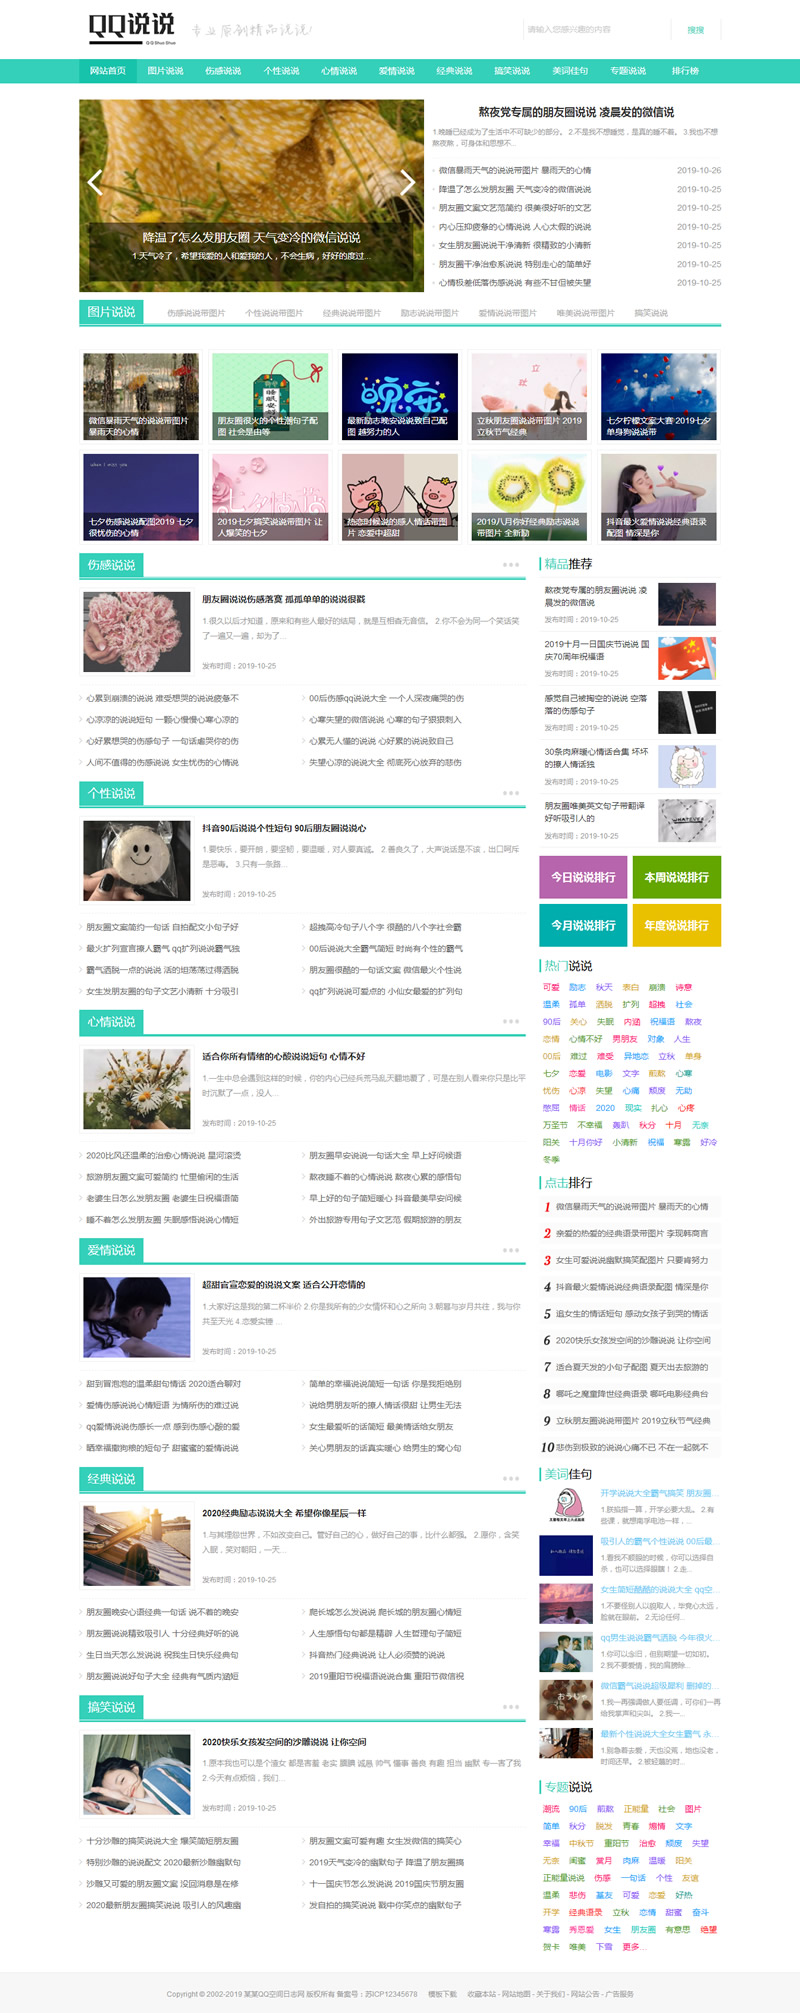 QQ说说
专业原创精品说说!
请输入您感兴趣的内容
搜搜
网站首页 图片说说 伤感说说 个性说说 心情说说 爱情说说 经典说说 搞笑说说 美词佳句 专题说说 排行榜
熬夜党专属的朋友圈说说 凌晨发的微信说
1.晚睡已经成为了生活中不可缺少的部分。 2.不是我不想睡觉，是真的睡不着。 3.我也不想
熬夜熬，可身体和思想不...
微信暴雨天气的说说带图片 暴雨天的心情 2019-10-26
降温了怎么发朋友圈 天气变冷的微信说说 2019-10-25
朋友圈文案文艺范简约 很美很好听的文艺 2019-10-25
内心压抑疲惫的心情说说 人心太假的说说 2019-10-25
女生朋友圈说说干净清新 很精致的小清新 2019-10-25
朋友圈干净治愈系说说 特别走心的简单好 2019-10-25
心情极差低落伤感说说 有些不甘但被失望 2019-10-25
降温了怎么发朋友圈 天气变冷的微信说说
1.天气冷了，希望我爱的人和爱我的人，不会生病，好好的度过...
图片说说 伤感说说带图片 个性说说带图片 经典说说带图片 励志说说带图片 爱情说说带图片 唯美说说带图片 搞笑说说
微信暴雨天气的说说带图片
暴雨天的心情
朋友圈很火的个性潮句子配
图 社会是由等
最新励志晚安说说致自己配
图 越努力的人
立秋朋友圈说说带图片 2019
立秋节气经典
七夕柠檬文案大赛 2019七夕
单身狗说说带
七夕伤感说说配图2019 七夕
很忧伤的心情
2019七夕搞笑说说带图片 让
人爆笑的七夕
热恋时候说的感人情话带图
片 恋爱中超甜
2019八月你好经典励志说说
带图片 全新励
抖音最火爱情说说经典语录
配图 情深是你
伤感说说
朋友圈说说伤感落寞 孤孤单单的说说很戳
1.很久以后才知道，原来和有些人最好的结局，就是互相杳无音信。 2.你不会为同一个笑话笑
了一遍又一遍，却为了...
发布时间：2019-10-25
心累到崩溃的说说 难受想哭的说说疲惫不
00后伤感qq说说大全 一个人深夜痛哭的伤
心凉凉的说说短句 一颗心慢慢心寒心凉的
心寒失望的微信说说 心寒的句子狠狠刺入
心好累想哭的伤感句子 一句话虐哭你的伤
心累无人懂的说说 心好累的说说致自己
人间不值得的伤感说说 女生忧伤的心情说
失望心凉的说说大全 彻底死心放弃的悲伤
个性说说
抖音90后说说个性短句 90后朋友圈说说心
1.要快乐，要开朗，要坚韧，要温暖，对人要真诚。 2.善良久了，大声说话是不该，出口呵斥
是恶毒。 3.只有一条路...
发布时间：2019-10-25
朋友圈文案简约一句话 自拍配文小句子好
超拽高冷句子八个字 很酷的八个字社会霸
最火扩列宣言撩人霸气 qq扩列说说霸气独
00后说说大全霸气简短 时尚有个性的霸气
霸气洒脱一点的说说 活的坦荡荡过得洒脱
朋友圈很酷的一句话文案 微信最火个性说
女生发朋友圈的句子文艺小清新 十分吸引
qq扩列说说可爱点的 小仙女最爱的扩列句
心情说说
适合你所有情绪的心酸说说短句 心情不好
1.一生中总会遇到这样的时候，你的内心已经兵荒马乱天翻地覆了，可是在别人看来你只是比平
时沉默了一点，没人...
发布时间：2019-10-25
2020比风还温柔的治愈心情说说 星河滚烫
朋友圈早安说说一句话大全 早上好问候语
旅游朋友圈文案可爱简约 忙里偷闲的生活
熬夜睡不着的心情说说 熬夜心累的感悟句
老婆生日怎么发朋友圈 老婆生日祝福语简
早上好的句子简短暖心 抖音最美早安问候
睡不着怎么发朋友圈 失眠感悟说说心情短
外出旅游专用句子文艺范 假期旅游的朋友
爱情说说
超甜官宣恋爱的说说文案 适合公开恋情的
1.大家好这是我的第二杯半价 2.你是我所有的少女情怀和心之所向 3.朝暮与岁月共往，我与你
共至天光 4.恋爱实锤 ...
发布时间：2019-10-25
甜到冒泡泡的温柔甜句情话 2020适合聊对
简单的幸福说说简短一句话 你是我拒绝别
爱情伤感说说心情短语 为情所伤的难过说
说给男朋友听的撩人情话很甜 让男生无法
qq爱情说说伤感长一点 感到伤感心酸的爱
女生最爱听的话简短 最美情话给女朋友
晒幸福撒狗粮的短句子 甜蜜蜜的爱情说说
关心男朋友的话真实暖心 给男生的窝心句
经典说说
2020经典励志说说大全 希望你像星辰一样
1.与其埋怨世界，不如改变自己。管好自己的心，做好自己的事，比什么都强。 2.愿你，含笑
入眠，笑对朝阳，一天...
发布时间：2019-10-25
朋友圈晚安心语经典一句话 说不着的晚安
爬长城怎么发说说 爬长城的朋友圈心情短
朋友圈说说精致吸引人 十分经典好听的说
人生感悟句句都是精辟 人生哲理句子简短
生日当天怎么发说说 祝我生日快乐经典句
抖音热门经典说说 让人必须赞的说说
朋友圈说说好句子大全 经典有气质内涵短
2019重阳节祝福语说说合集 重阳节微信祝
搞笑说说
2020快乐女孩发空间的沙雕说说 让你空间
1.原本我也可以是个渣女 都是害羞 老实 腼腆 诚恳 帅气 懂事 善良 有趣 担当 幽默 专一害了我
2.今天有点烦恼，我们...
发布时间：2019-10-25
十分沙雕的搞笑说说大全 爆笑简短朋友圈
朋友圈文案可爱有趣 女生发微信的搞笑心
特别沙雕的说说配文 2020最新沙雕幽默句
2019天气变冷的幽默句子 降温了朋友圈搞
沙雕又可爱的朋友圈文案 没回消息是在修
十一国庆节怎么发说说 2019国庆节朋友圈
2020最新朋友圈搞笑说说 吸引人的风趣幽
发自拍的搞笑说说 戳中你笑点的幽默句子
精品推荐
熬夜党专属的朋友圈说说 凌
晨发的微信说
发布时间：2019-10-25
2019十月一日国庆节说说 国
庆70周年祝福语
发布时间：2019-10-25
感觉自己被掏空的说说 空落
落的伤感句子
发布时间：2019-10-25
30条肉麻暖心情话合集 坏坏
的撩人情话独
发布时间：2019-10-25
朋友圈唯美英文句子带翻译
好听吸引人的
发布时间：2019-10-25
今日说说排行 本周说说排行
今月说说排行 年度说说排行
热门说说
可爱 励志 秋天 表白 崩溃 诗意
温柔 孤单 洒脱 扩列 超拽 社会
90后 关心 失眠 内涵 祝福语 熬夜
恋情 心情不好 男朋友 对象 人生
00后 难过 难受 异地恋 立秋 单身
七夕 恋爱 电影 文字 煎熬 心寒
忧伤 心凉 失望 心痛 颓废 无助
憋屈 情话 2020 现实 扎心 心疼
万圣节 不幸福 轰趴 秋分 十月 无奈
阳关 十月你好 小清新 祝福 寒露 好冷
冬季
点击排行
1 微信暴雨天气的说说带图片 暴雨天的心情
2 亲爱的热爱的经典语录带图片 李现韩商言
3 女生可爱说说幽默搞笑配图片 只要肯努力
4 抖音最火爱情说说经典语录配图 情深是你
5 追女生的情话短句 感动女孩子到哭的情话
6 2020快乐女孩发空间的沙雕说说 让你空间
7 适合夏天发的小句子配图 夏天出去旅游的
8 哪吒之魔童降世经典语录 哪吒电影经典台
9 立秋朋友圈说说带图片 2019立秋节气经典
10 悲伤到极致的说说心痛不已 不在一起就不
美词佳句
开学说说大全霸气搞笑 朋友圈...
1.朕掐指一算，开学必要大乱。 2.有
些课，就想南孚电池一样，...
吸引人的霸气个性说说 00后最...
1.看我不顺眼的时候，你可以选择自
杀，也可以选择眼瞎！ 2.走...
女生简短酷酷的说说大全 qq空...
1.不要怪别人以貌取人，毕竟心太远，
脸就在眼前。 2.无论任何...
qq男生说说霸气洒脱 今年很火...
1.你可以念旧，但别期望一切如初。
2.我不要爱情，我的肩膀除...
微信霸气说说超级犀利 删掉的...
1.我一再强调做人要低调，可你们一再
给我掌声和尖叫。 2.我一...
最新个性说说大全女生霸气 永...
1.别急着去爱，天也没荒，地也没老，
时间还早。 2.被轻蔑的时...
专题说说
潮流 90后 煎熬 正能量 社会 图片
简单 秋分 脱发 青春 煽情 文字
幸福 中秋节 重阳节 治愈 颓废 失望
无奈 闺蜜 赏月 肉麻 温暖 阳关
正能量说说 伤感 一句话 个性 友谊
温柔 悲伤 基友 可爱 恋爱 好热
开学 经典语录 立秋 恋情 甜蜜 奋斗
寒露 秀恩爱 女生 朋友圈 有意思 绝望
贺卡 唯美 下雪 更多...
Copyright © 2002-2019 某某QQ空间日志网 版权所有 备案号：苏ICP12345678 模板下载 收藏本站 - 网站地图 - 关于我们 - 网站公告 - 广告服务